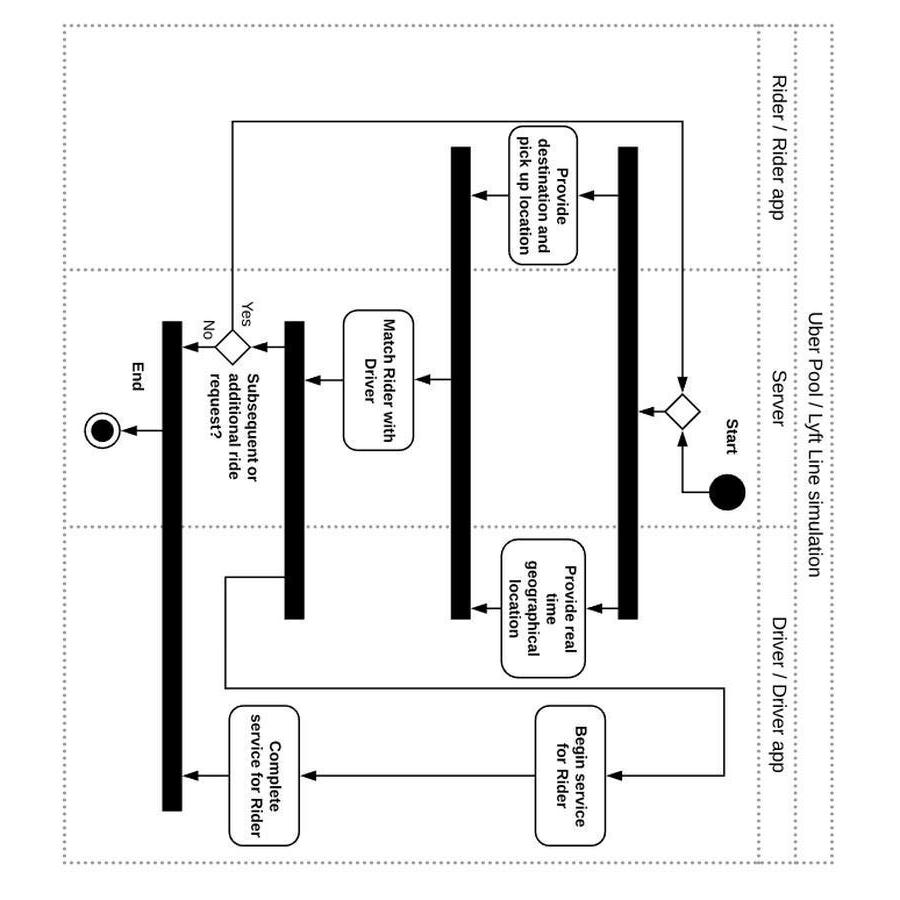 Uber Pool / Lyft Line simulation
Rider / Rider app
Server
Driver / Driver app
Start
Provide
destination and
pick up location
Provide real
time
geographical
location
Begin service
for Rider
Match Rider with
Driver
Yes
No
Subsequent or
additional ride
request?
Complete
service for Rider
End